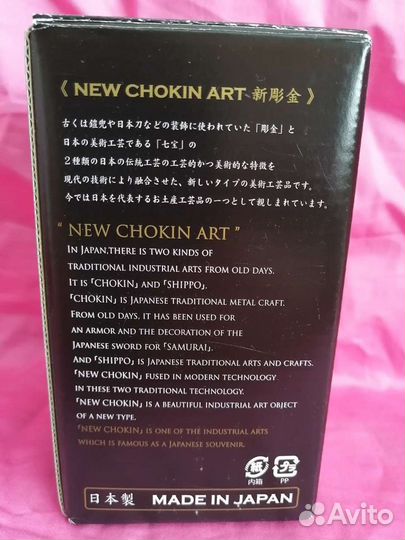 《 NEW CHOKIN ART 新彫金 》
古くは鎧兜や日本刀などの装飾に使われていた「彫金」と
日本の美術工芸である「七宝」の
2種類の日本の伝統工芸の工芸的かつ美術的な特徴を
現代の技術により融合させた、新しいタイプの美術工芸品です。
今では日本を代表するお土産工芸品の一つとして親しまれています。
“ NEW CHOKIN ART ”
IN JAPAN,THERE IS TWO KINDS OF
TRADITIONAL INDUSTRIAL ARTS FROM OLD DAYS.
IT IS「CHOKIN」AND「SHIPPO」.
「CHOKIN」IS JAPANESE TRADITIONAL METAL CRAFT.
FROM OLD DAYS, IT HAS BEEN USED FOR
AN ARMOR AND THE DECORATION OF THE
JAPANESE SWORD FOR「SAMURAI」.
AND「SHIPPO」IS JAPANESE TRADITIONAL ARTS AND CRAFTS.
「NEW CHOKIN」FUSED IN MODERN TECHNOLOGY
IN THESE TWO TRADITIONAL TECHNOLOGY.
「NEW CHOKIN」IS A BEAUTIFUL INDUSTRIAL ART OBJECT
OF A NEW TYPE.
「NEW CHOKIN」IS ONE OF THE INDUSTRIAL ARTS
WHICH IS FAMOUS AS A JAPANESE SOUVENIR.
紙 プラ
内箱 PP
日本製 MADE IN JAPAN
Avito